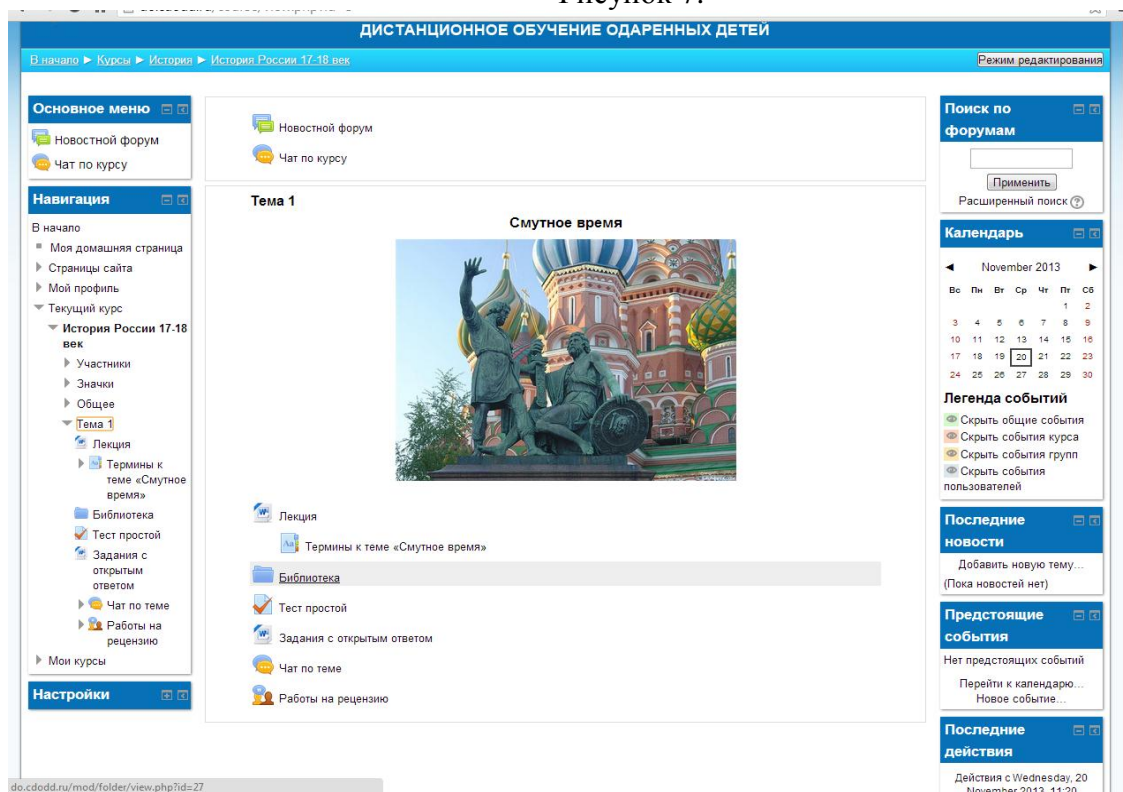 Рисунок 7.
ДИСТАНЦИОННОЕ ОБУЧЕНИЕ ОДАРЕННЫХ ДЕТЕЙ
В начало ► Курсы ► История ► История России 17-18 век
Режим редактирования
Основное меню
Новостной форум
Чат по курсу
Навигация
В начало
Моя домашняя страница
Страницы сайта
Мой профиль
Текущий курс
История России 17-18
век
Участники
Значки
Общее
Тема 1
Лекция
Термины к
теме «Смутное
время»
Библиотека
Тест простой
Задания с
открытым
ответом
Чат по теме
Работы на
рецензию
Мои курсы
Настройки
Новостной форум
Чат по курсу
Тема 1
Смутное время
Лекция
Термины к теме «Смутное время»
Библиотека
Тест простой
Задания с открытым ответом
Чат по теме
Работы на рецензию
Поиск по
форумам
Применить
Расширенный поиск
Календарь
◄ November 2013 ►
Вс Пн Вт Ср Чт Пт Сб
1 2
3 4 5 6 7 8 9
10 11 12 13 14 15 16
17 18 19 20 21 22 23
24 25 26 27 28 29 30
Легенда событий
Скрыть общие события
Скрыть события курса
Скрыть события групп
Скрыть события
пользователей
Последние
новости
Добавить новую тему...
(Пока новостей нет)
Предстоящие
события
Нет предстоящих событий
Перейти к календарю...
Новое событие...
Последние
действия
Действия с Wednesday, 20
November 2013, 11:20
do.cdodd.ru/mod/folder/view.php?id=27